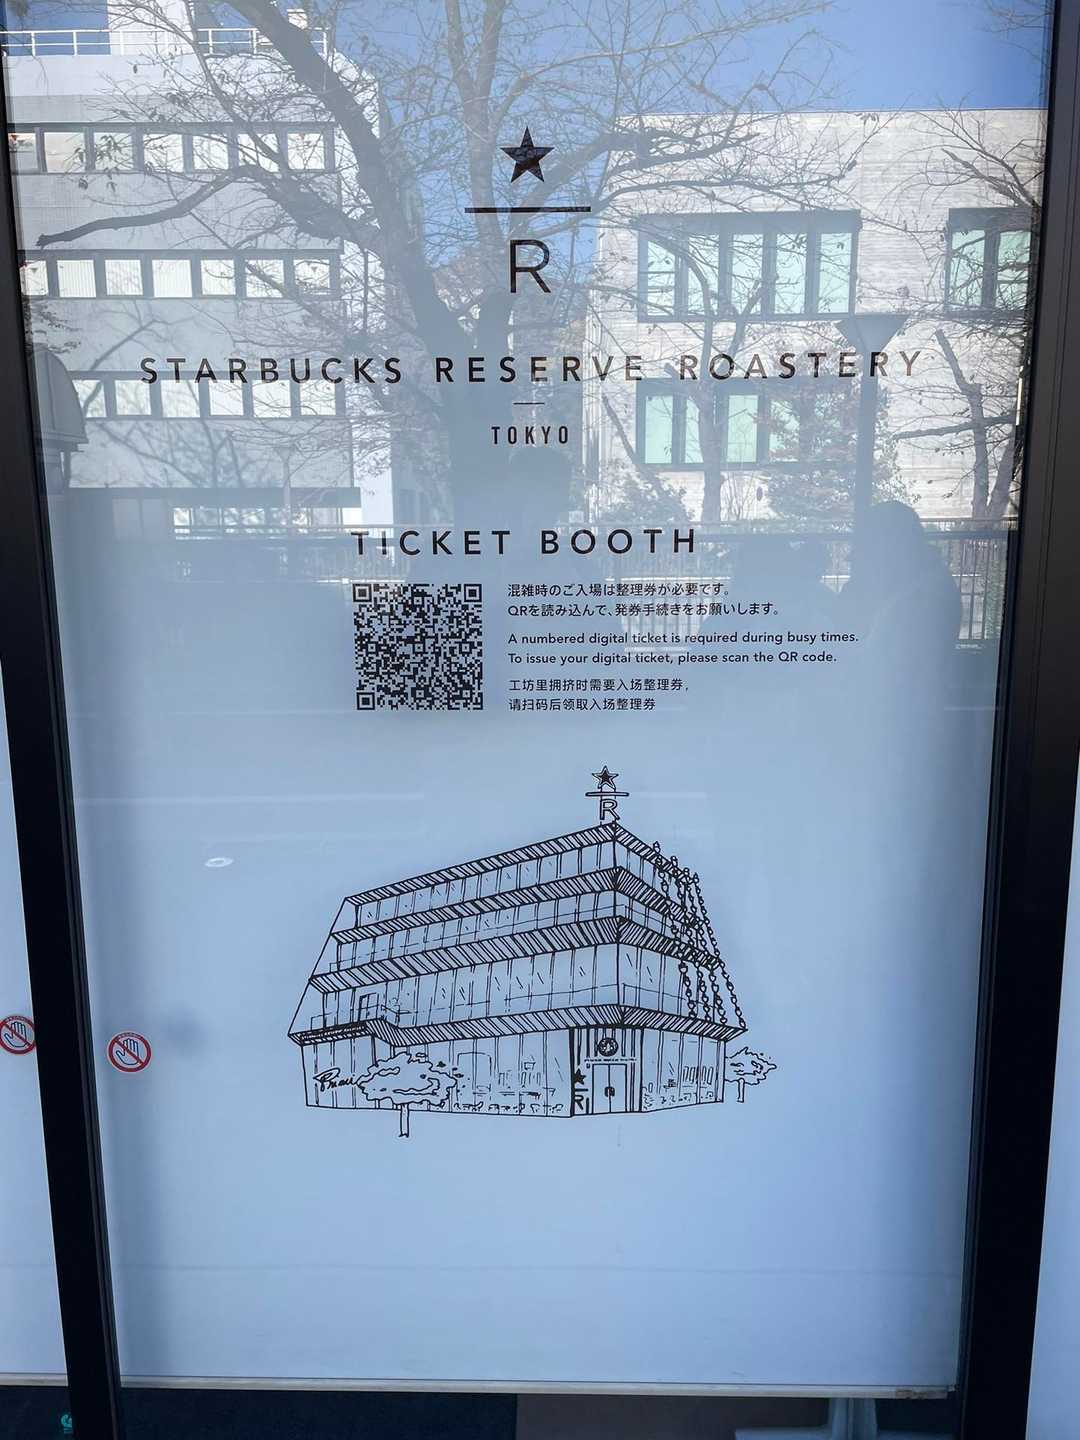 R
STARBUCKS RESERVE ROASTERY
TOKYO
TICKET BOOTH
混雑時のご入場は整理券が必要です。
QRを読み込んで、発券手続きをお願いします。
A numbered digital ticket is required during busy times.
To issue your digital ticket, please scan the QR code.
工坊里拥挤时需要入场整理券，
请扫码后领取入场整理券
R
R